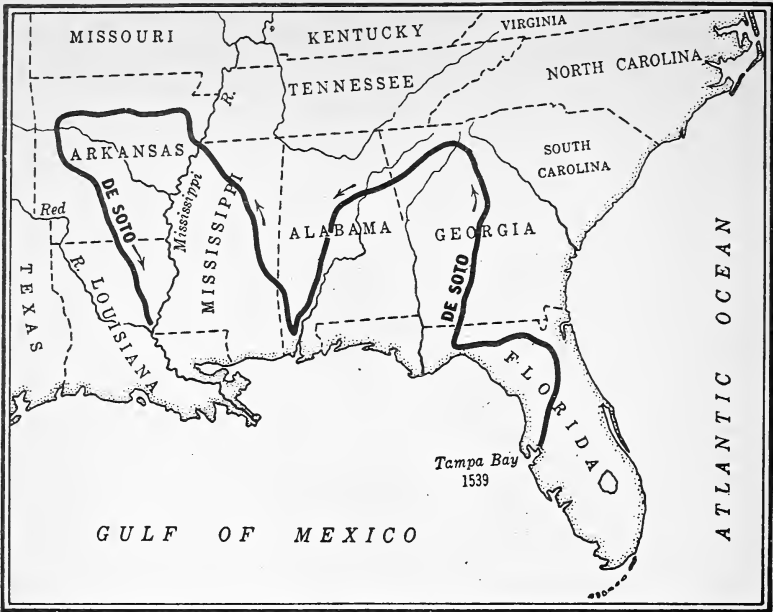 MISSOURI
KENTUCKY
VIRGINIA
TENNESSEE
NORTH CAROLINA
R.
ARKANSAS
SOUTH
CAROLINA
DE SOTO
Mississippi
MISSISSIPPI
ALABAMA
GEORGIA
Red
R.
DE SOTO
TEXAS
LOUISIANA
FLORIDA
ATLANTIC OCEAN
Tampa Bay
1539
GULF OF MEXICO